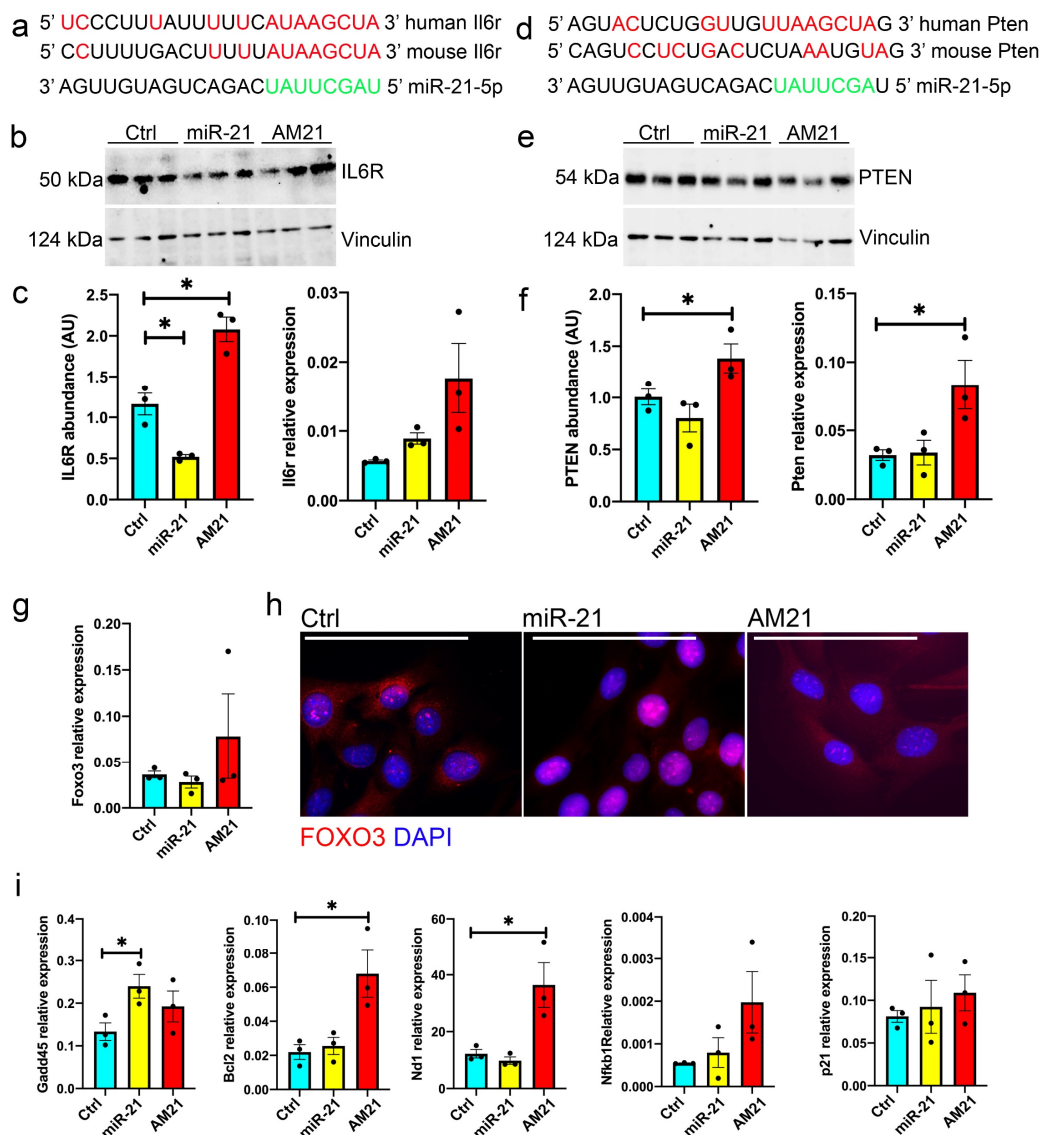 a
5’ UCCCUUUAUUUUUCAUAAGCUA 3’ human Il6r
5’ CCUUUUGACUUUUUAUAAGCUA 3’ mouse Il6r
3’ AGUUGUAGUCAGACUAUUCGAU 5’ miR-21-5p
d
5’ AGUACUCUGGUUGUUAAGCUAG 3’ human Pten
5’ CAGUCCUCUGACUCUAAAUGUAG 3’ mouse Pten
3’ AGUUGUAGUCAGACUAUUCGAU 5’ miR-21-5p
b
Ctrl miR-21 AM21
50 kDa IL6R
124 kDa Vinculin
e
Ctrl miR-21 AM21
54 kDa PTEN
124 kDa Vinculin
c
IL6R abundance (AU)
2.5
2.0
1.5
1.0
0.5
0.0
*
*
Ctrl
miR-21
AM21
Il6r relative expression
0.03
0.02
0.01
0.00
Ctrl
miR-21
AM21
f
PTEN abundance (AU)
2.0
1.5
1.0
0.5
0.0
*
Ctrl
miR-21
AM21
Pten relative expression
0.15
0.10
0.05
0.00
*
Ctrl
miR-21
AM21
g
Foxo3 relative expression
0.20
0.15
0.10
0.05
0.00
Ctrl
miR-21
AM21
h
Ctrl miR-21 AM21
FOXO3 DAPI
i
Gadd45 relative expression
0.4
0.3
0.2
0.1
0.0
*
Ctrl
miR-21
AM21
Bcl2 relative expression
0.10
0.08
0.06
0.04
0.02
0.00
*
Ctrl
miR-21
AM21
Nd1 relative expression
60
40
20
0
*
Ctrl
miR-21
AM21
Nfkb1Relative expression
0.004
0.003
0.002
0.001
0.000
Ctrl
miR-21
AM21
p21 relative expression
0.20
0.15
0.10
0.05
0.00
Ctrl
miR-21
AM21